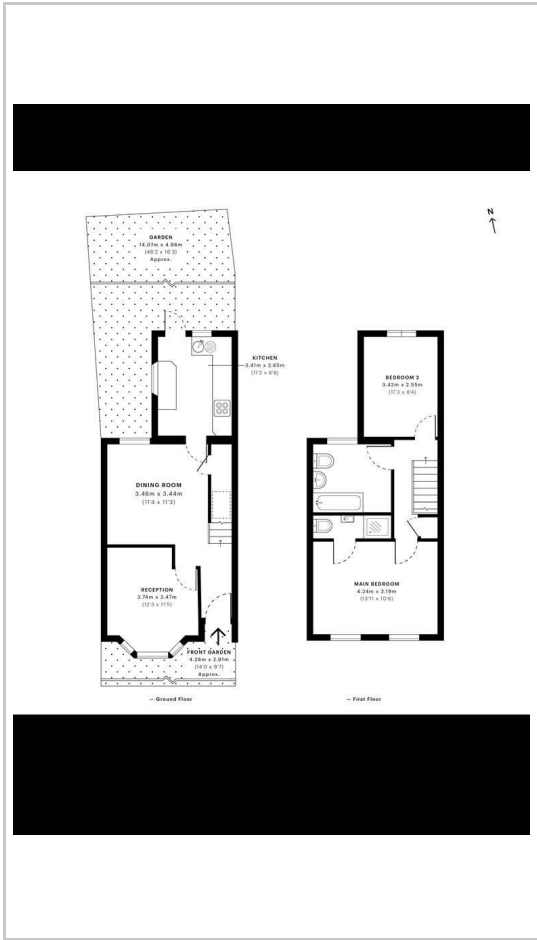 N
GARDEN
14.07m x 4.96m
(46'2 x 16'3)
Approx.
KITCHEN
3.41m x 2.65m
(11'2 x 8'8)
BEDROOM 2
3.42m x 2.55m
(11'3 x 8'4)
DINING ROOM
3.46m x 3.44m
(11'4 x 11'3)
RECEPTION
3.74m x 3.47m
(12'3 x 11'5)
MAIN BEDROOM
4.24m x 3.19m
(13'11 x 10'6)
FRONT GARDEN
4.26m x 2.91m
(14'0 x 9'7)
Approx.
— Ground Floor
— First Floor